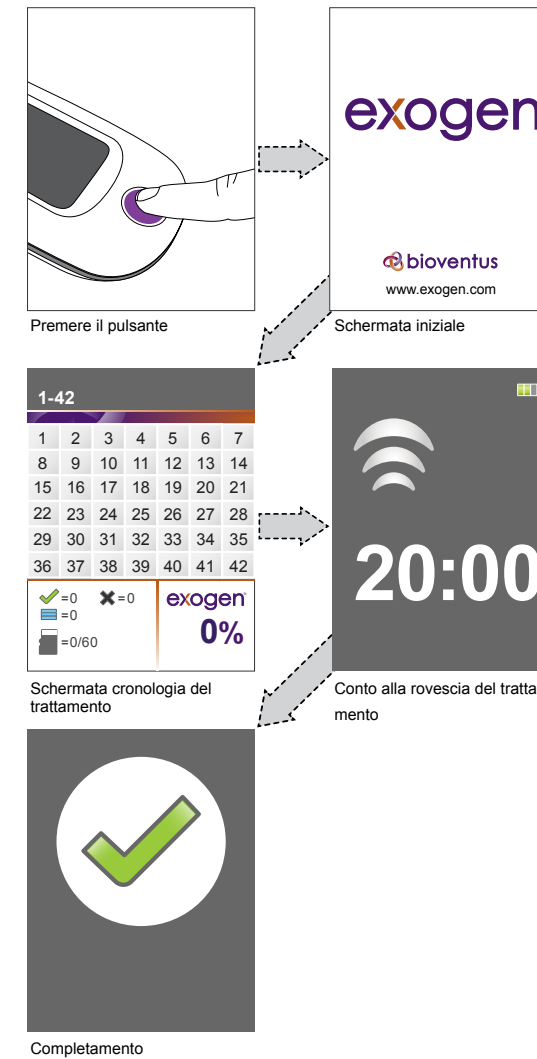 exogen
bioventus
www.exogen.com
Premere il pulsante
Schermata iniziale
1-42
1 2 3 4 5 6 7
8 9 10 11 12 13 14
15 16 17 18 19 20 21
22 23 24 25 26 27 28
29 30 31 32 33 34 35
36 37 38 39 40 41 42
=0 =0
=0
=0/60
exogen
0%
20:00
Schermata cronologia del
trattamento
Conto alla rovescia del tratta
mento
Completamento